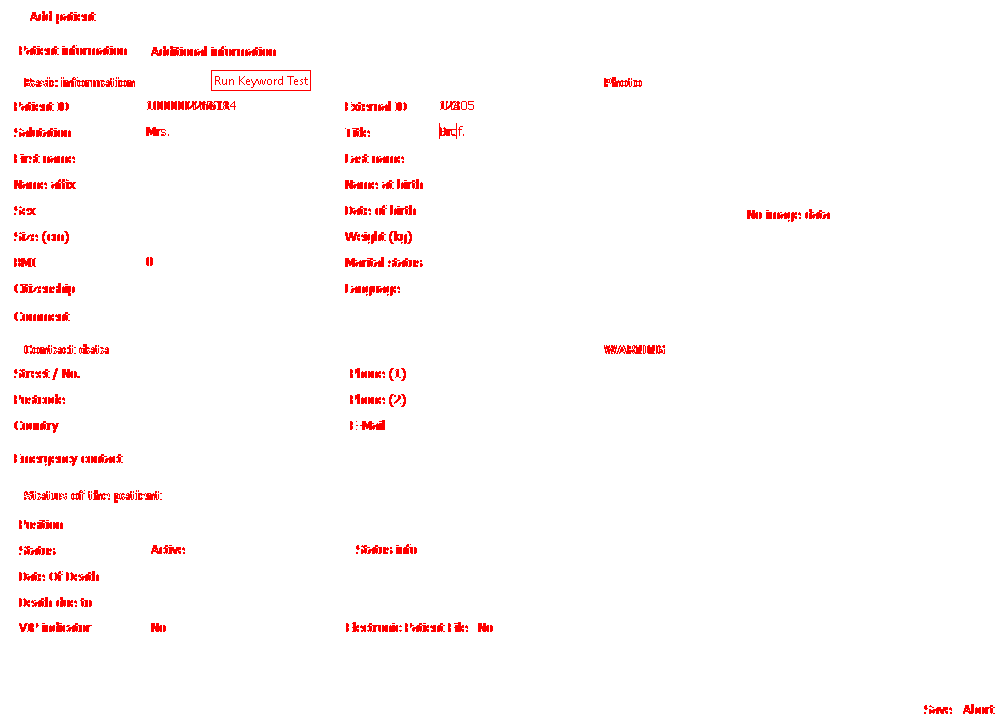 Add patient
Patient information Additional information
Basic information Run Keyword Test Photo
Patient ID External ID
Salutation Mrs. Title
First name Last name
Name affix Name at birth
Sex Date of birth No image data
Size (cm) Weight (kg)
BMI 0 Marital status
Citizenship Language
Comment
Contact data WARNING
Street / No. Phone (1)
Postcode Phone (2)
Country E-Mail
Emergency contact
Status of the patient
Position
Status Active Status info
Date Of Death
Death due to
VIP indicator No Electronic Patient File No
Save Abort